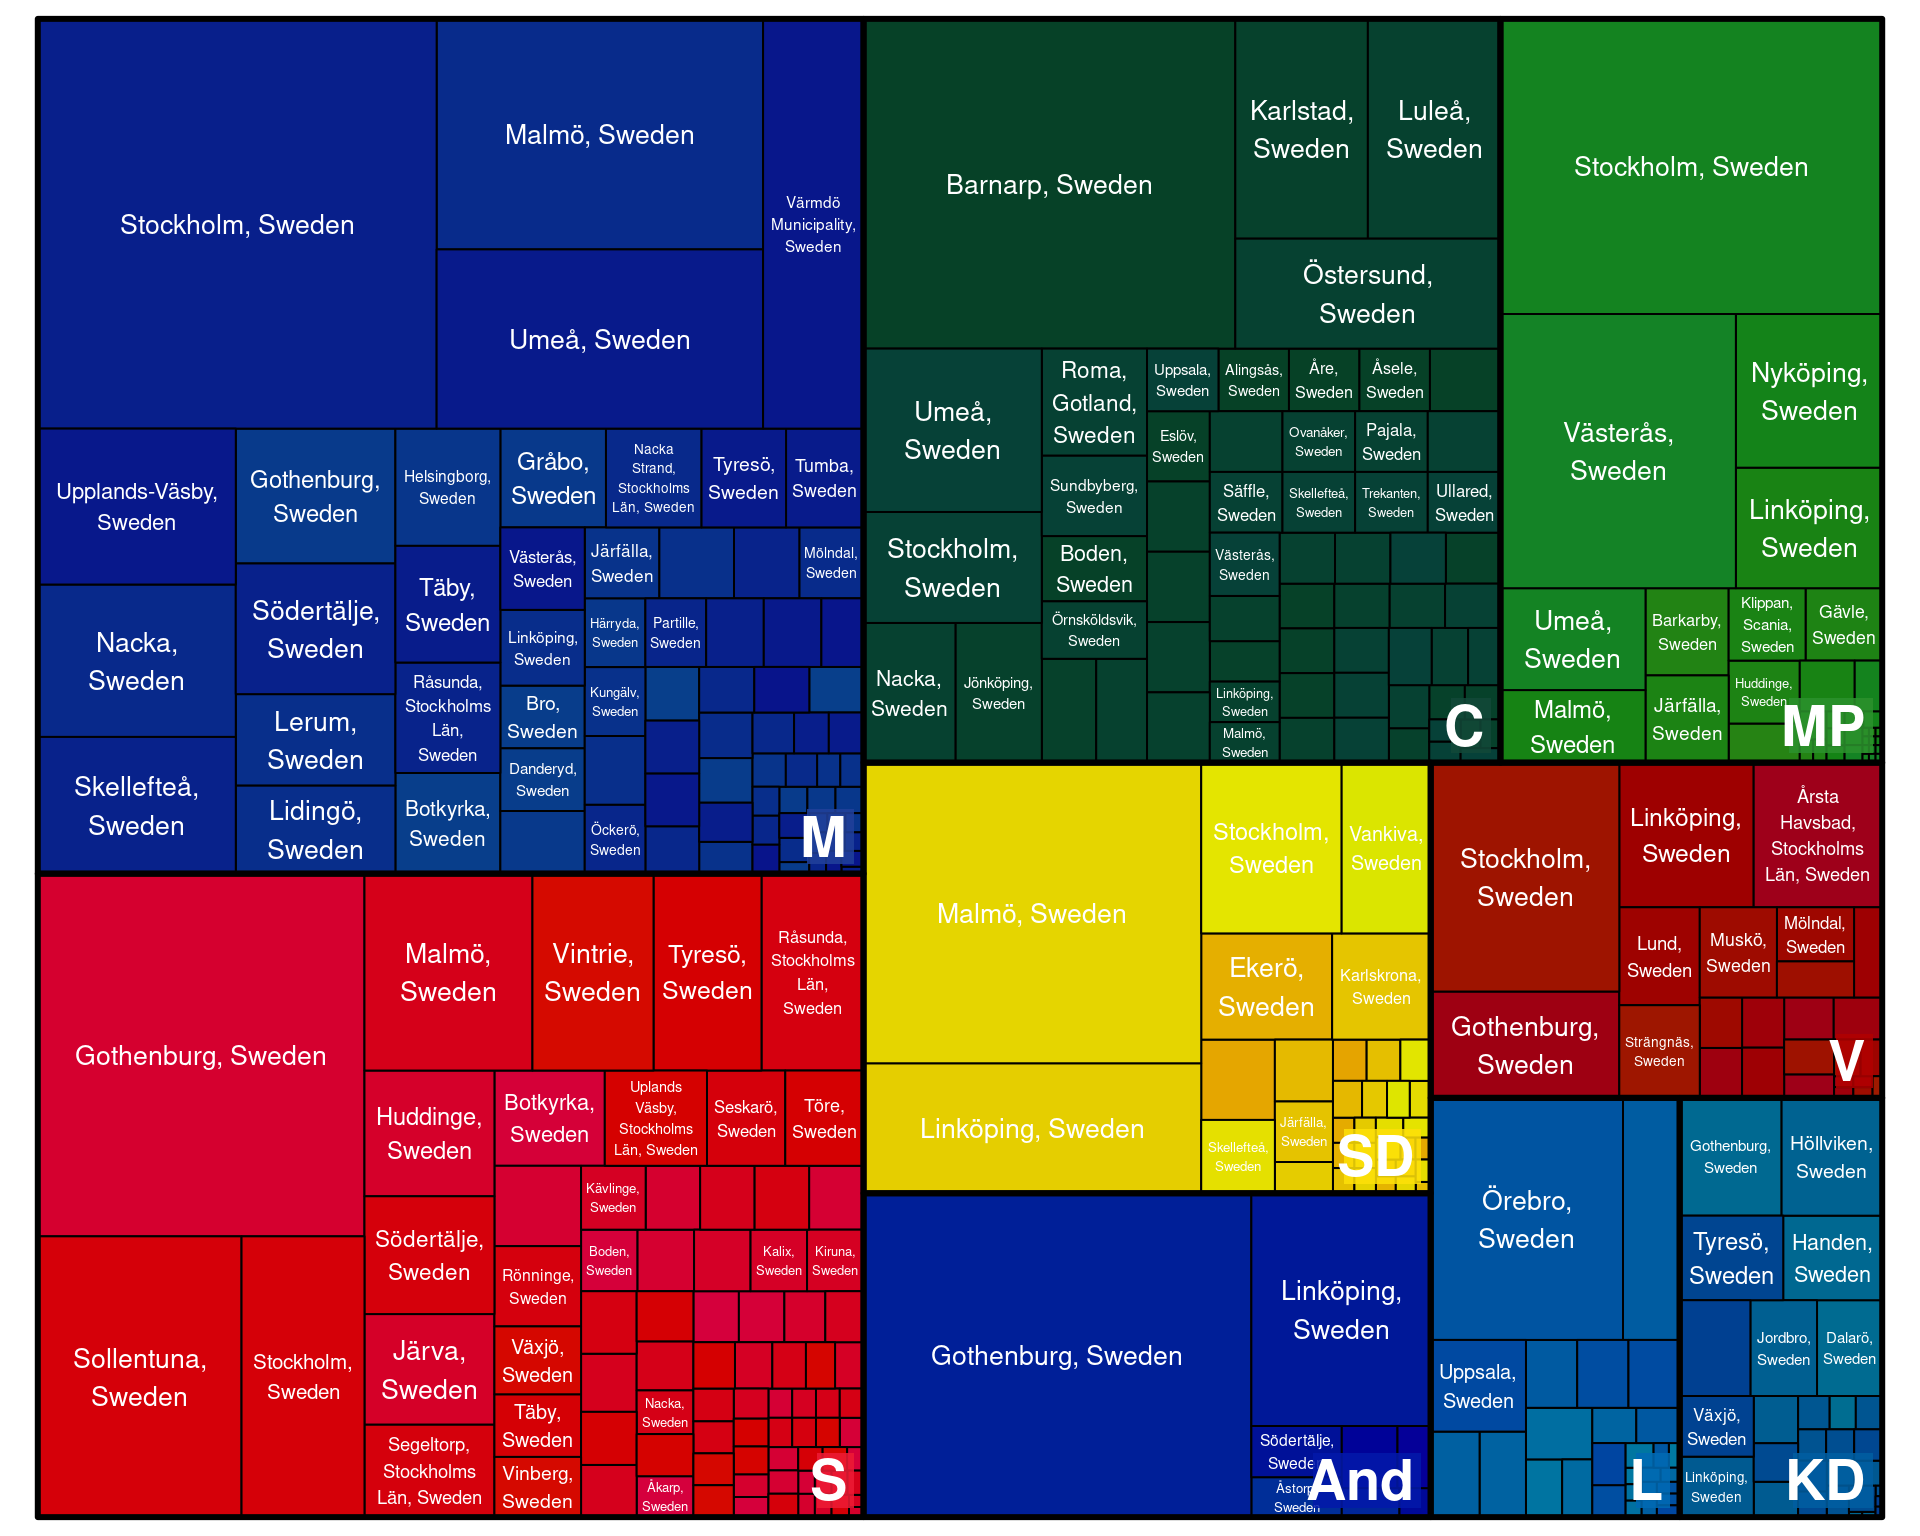 Stockholm, Sweden
Malmö, Sweden
Umeå, Sweden
Värmdö
Municipality,
Sweden
Upplands-Väsby,
Sweden
Nacka,
Sweden
Skellefteå,
Sweden
Gothenburg,
Sweden
Södertälje,
Sweden
Lerum,
Sweden
Lidingö,
Sweden
Helsingborg,
Sweden
Täby,
Sweden
Råsunda,
Stockholms
Län,
Sweden
Botkyrka,
Sweden
Gråbo,
Sweden
Nacka
Strand,
Stockholms
Län, Sweden
Tyresö,
Sweden
Tumba,
Sweden
Västerås,
Sweden
Linköping,
Sweden
Bro,
Sweden
Danderyd,
Sweden
Järfälla,
Sweden
Mölndal,
Sweden
Härryda,
Sweden
Partille,
Sweden
Kungälv,
Sweden
Öckerö,
Sweden
M
Barnarp, Sweden
Karlstad,
Sweden
Luleå,
Sweden
Östersund,
Sweden
Umeå,
Sweden
Stockholm,
Sweden
Nacka,
Sweden
Jönköping,
Sweden
Roma,
Gotland,
Sweden
Sundbyberg,
Sweden
Boden,
Sweden
Örnsköldsvik,
Sweden
Uppsala,
Sweden
Alingsås,
Sweden
Åre,
Sweden
Åsele,
Sweden
Eslöv,
Sweden
Ovanåker,
Sweden
Pajala,
Sweden
Säffle,
Sweden
Skellefteå,
Sweden
Trekanten,
Sweden
Ullared,
Sweden
Västerås,
Sweden
Linköping,
Sweden
Malmö,
Sweden
C
Stockholm, Sweden
Västerås,
Sweden
Nyköping,
Sweden
Linköping,
Sweden
Umeå,
Sweden
Malmö,
Sweden
Barkarby,
Sweden
Järfälla,
Sweden
Klippan,
Scania,
Sweden
Gävle,
Sweden
Huddinge,
Sweden
MP
Gothenburg, Sweden
Sollentuna,
Sweden
Stockholm,
Sweden
Malmö,
Sweden
Vintrie,
Sweden
Tyresö,
Sweden
Råsunda,
Stockholms
Län,
Sweden
Huddinge,
Sweden
Södertälje,
Sweden
Järva,
Sweden
Segeltorp,
Stockholms
Län, Sweden
Botkyrka,
Sweden
Uplands
Väsby,
Stockholms
Län, Sweden
Seskarö,
Sweden
Töre,
Sweden
Rönninge,
Sweden
Växjö,
Sweden
Täby,
Sweden
Vinberg,
Sweden
Kävlinge,
Sweden
Boden,
Sweden
Kalix,
Sweden
Kiruna,
Sweden
Nacka,
Sweden
Åkarp,
Sweden
S
Malmö, Sweden
Linköping, Sweden
Stockholm,
Sweden
Vankiva,
Sweden
Ekerö,
Sweden
Karlskrona,
Sweden
Skellefteå,
Sweden
Järfälla,
Sweden
SD
Stockholm,
Sweden
Gothenburg,
Sweden
Linköping,
Sweden
Årsta
Havsbad,
Stockholms
Län, Sweden
Lund,
Sweden
Strängnäs,
Sweden
Muskö,
Sweden
Mölndal,
Sweden
V
Gothenburg, Sweden
Linköping,
Sweden
Södertälje,
Sweden
Åstorp,
Sweden
And
Örebro,
Sweden
Uppsala,
Sweden
L
Gothenburg,
Sweden
Höllviken,
Sweden
Tyresö,
Sweden
Handen,
Sweden
Jordbro,
Sweden
Dalarö,
Sweden
Växjö,
Sweden
Linköping,
Sweden
KD